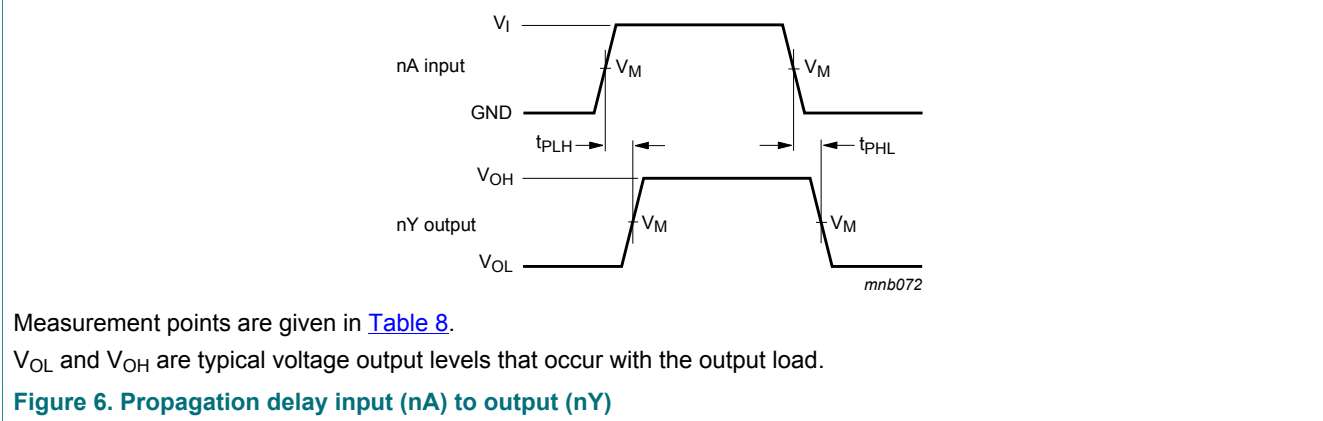 V_I
nA input
V_M
V_M
GND
t_PLH
t_PHL
V_OH
nY output
V_M
V_M
V_OL
mnb072
Measurement points are given in Table 8.
V_OL and V_OH are typical voltage output levels that occur with the output load.
Figure 6. Propagation delay input (nA) to output (nY)